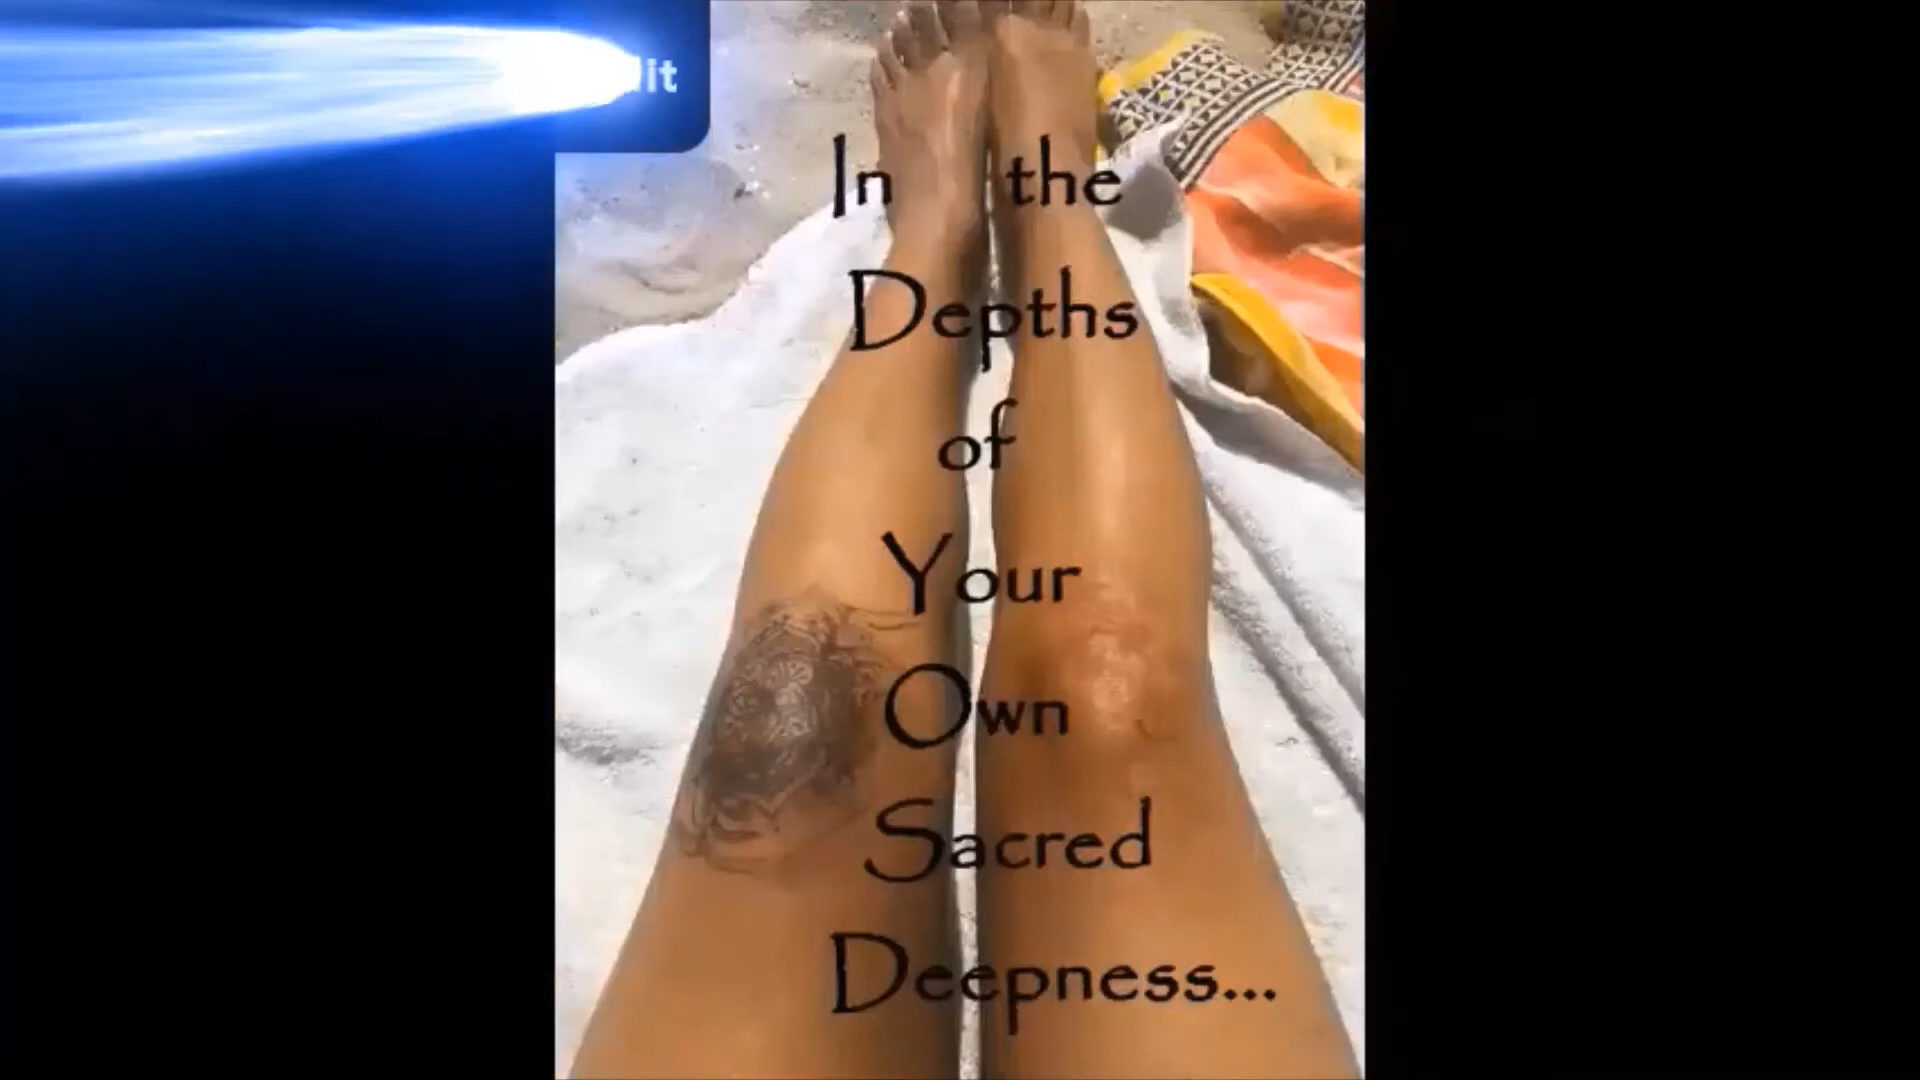 In the
Depths
of
Your
Own
Sacred
Deepness...